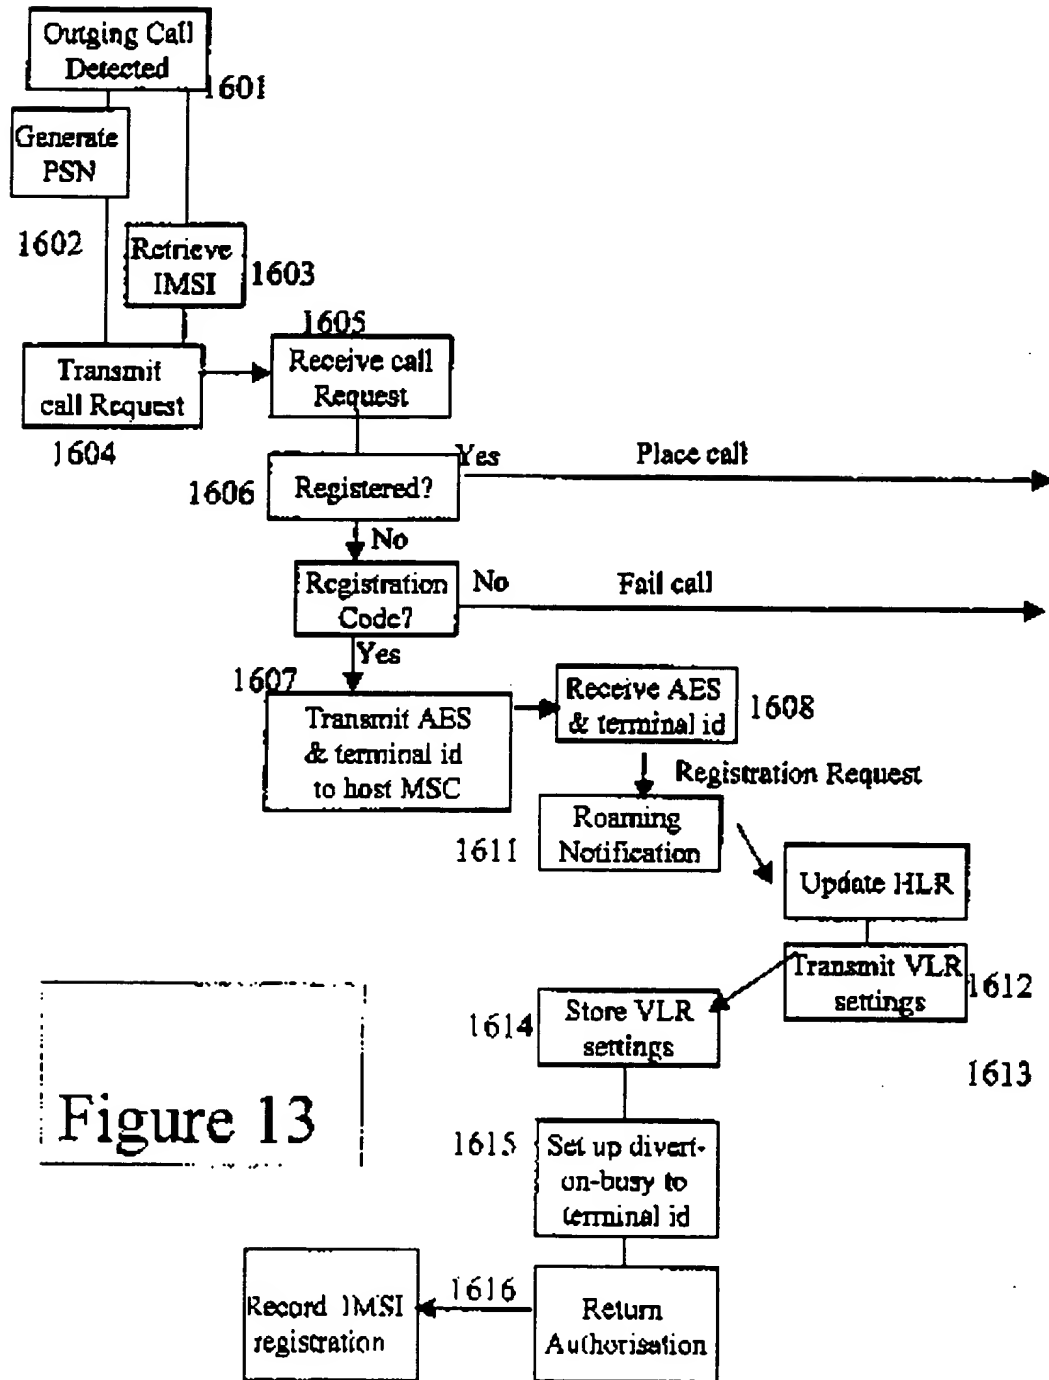 Outging Call
Detected
1601
Generate
PSN
1602
Retrieve
IMSI
1603
Transmit
call Request
1604
1605
Receive call
Request
1606
Registered?
Yes
Place call
No
Registration
Code?
No
Fail call
Yes
1607
Transmit AES
& terminal id
to host MSC
Receive AES
& terminal id
1608
Registration Request
1611
Roaming
Notification
Update HLR
Transmit VLR
settings
1612
1613
1614
Store VLR
settings
Figure 13
1615
Set up divert-
on-busy to
terminal id
1616
Record IMSI
registration
Return
Authorisation